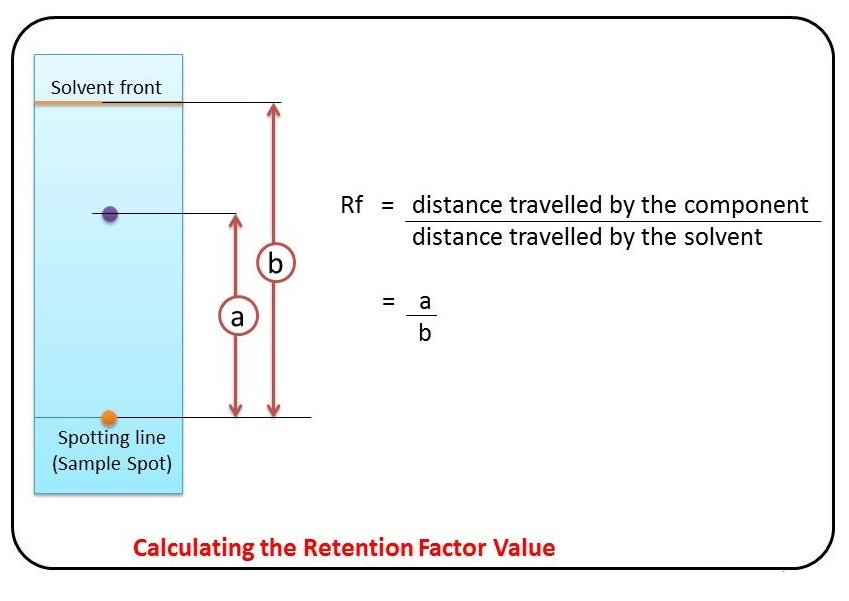 Solvent front
Rf = distance travelled by the component
distance travelled by the solvent
b
a
= a
b
Spotting line
(Sample Spot)
Calculating the Retention Factor Value